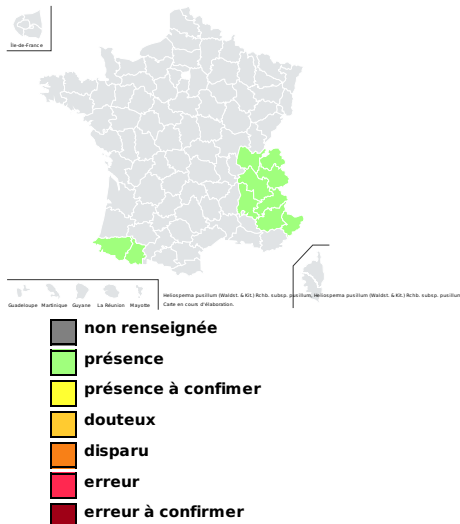 Île-de-France
Guadeloupe Martinique Guyane La Réunion Mayotte
Heliosperma pusillum (Waldst. & Kit.) Rchb. subsp. pusillum, Heliosperma pusillum (Waldst. & Kit.) Rchb. subsp. pusillum
Carte en cours d'élaboration.
non renseignée
présence
présence à confimer
douteux
disparu
erreur
erreur à confirmer